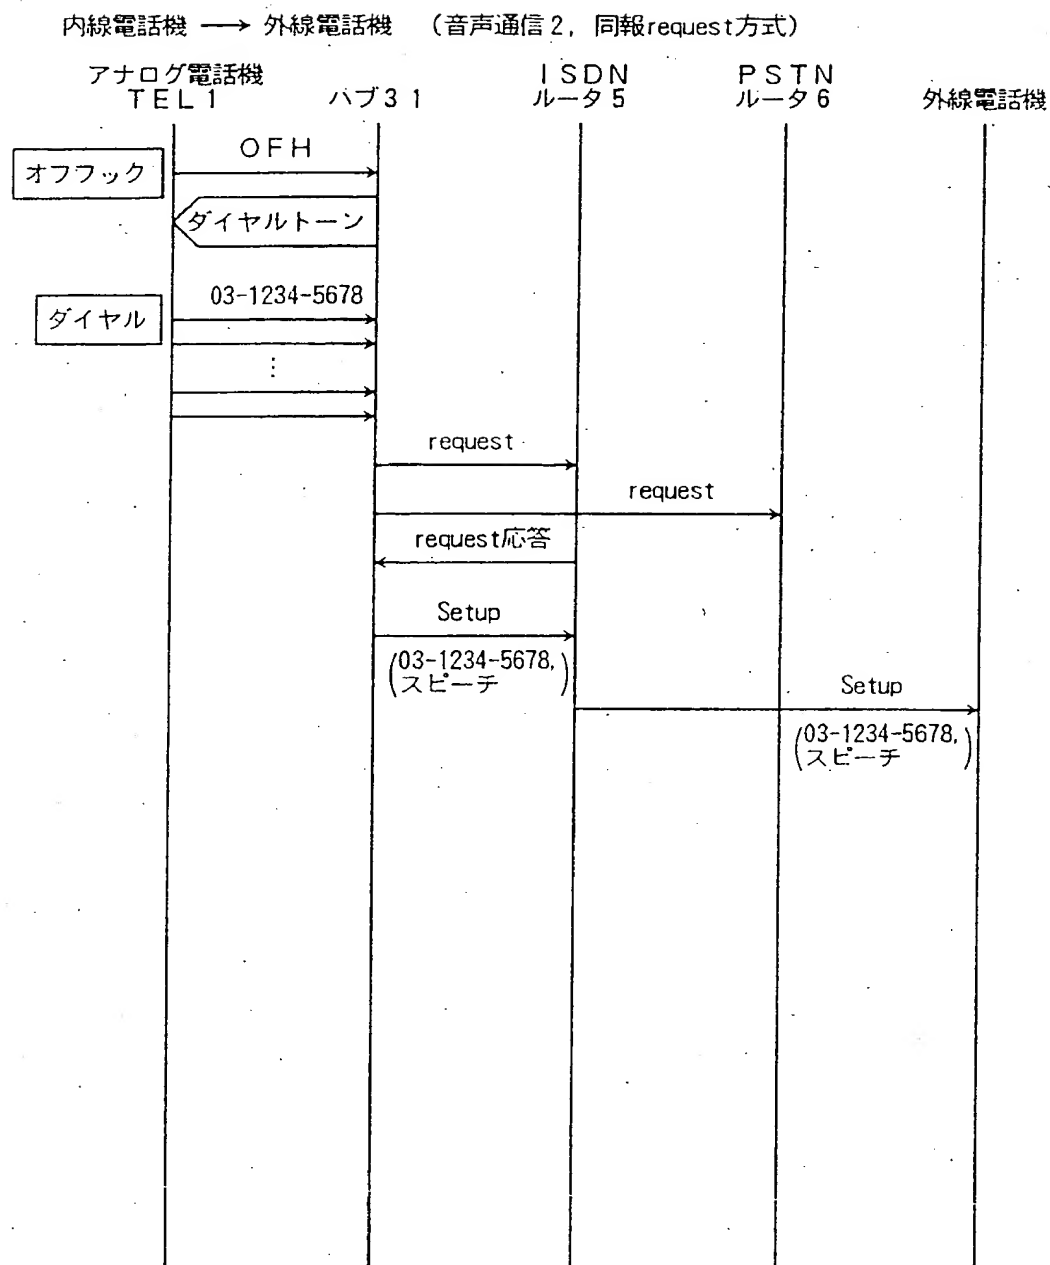 内線電話機 ⟶ 外線電話機 (音声通信2, 同報request方式)
アナログ電話機
TEL1
ハブ31
ISDN
ルータ5
PSTN
ルータ6
外線電話機
オフフック
OFH
ダイヤルトーン
ダイヤル
03-1234-5678
⋮
request
request
request応答
Setup
(03-1234-5678,
スピーチ)
Setup
(03-1234-5678,
スピーチ)